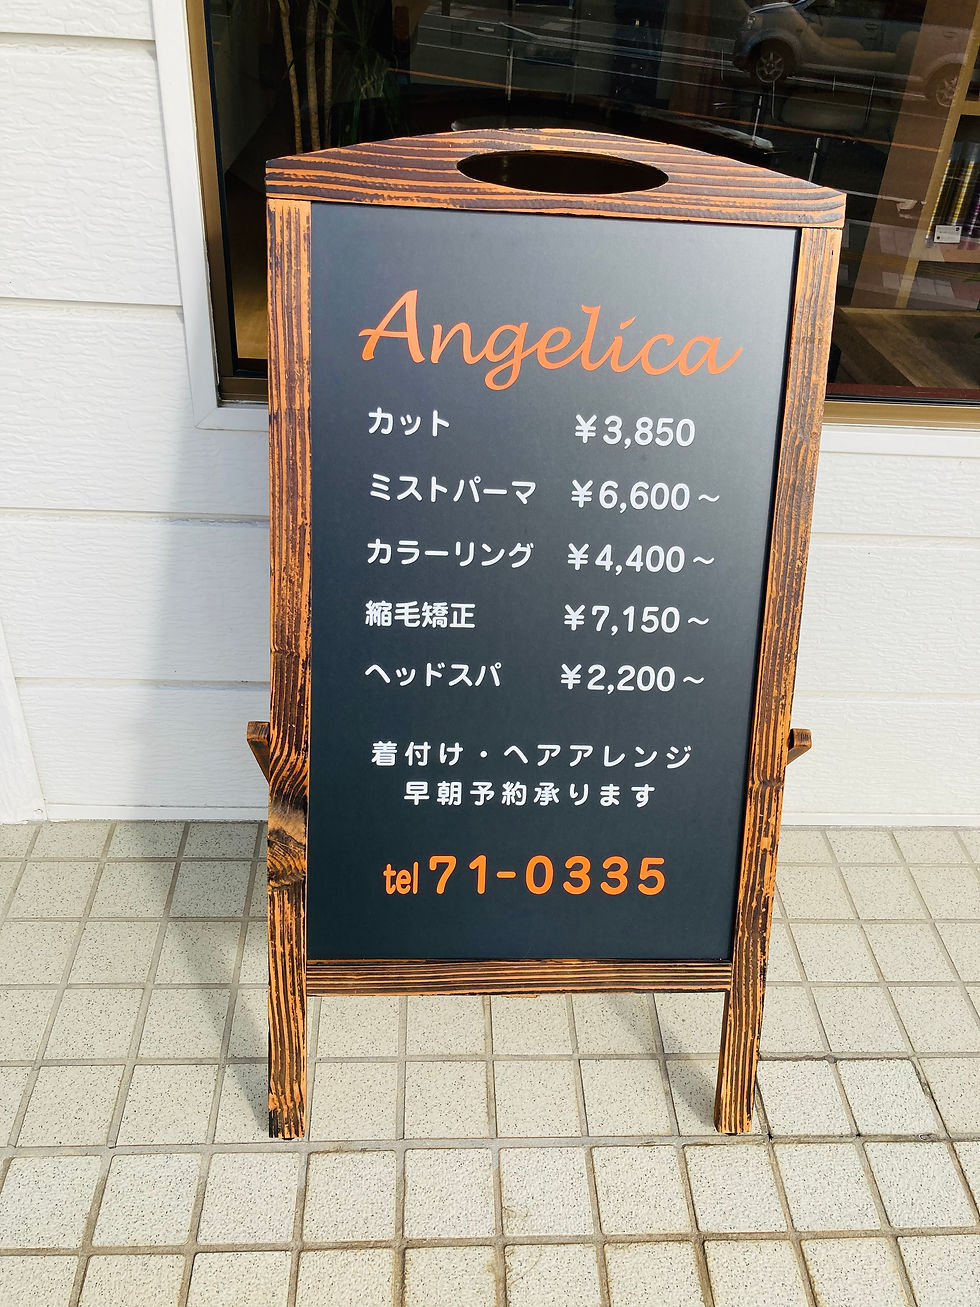 Angelica
カット ¥3,850
ミストパーマ ¥6,600～
カラーリング ¥4,400～
縮毛矯正 ¥7,150～
ヘッドスパ ¥2,200～
着付け・ヘアアレンジ
早朝予約承ります
tel 71-0335